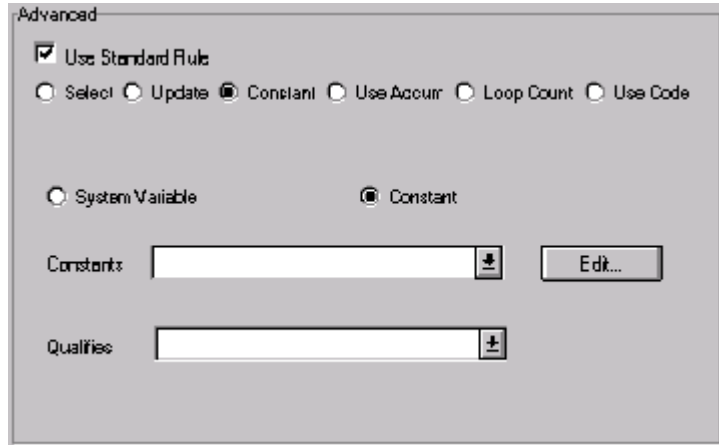 Advanced
Use Standard Rule
Select Update Constant Use Accum Loop Count Use Code
System Variable Constant
Constants Edit...
Qualifies